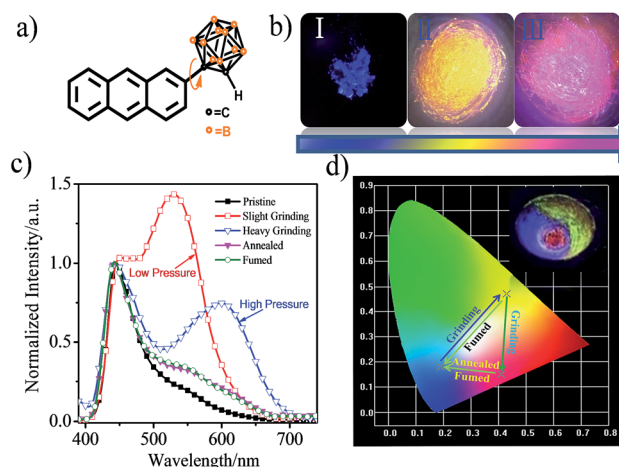 a)
H
=C
=B
b)
I II III
c)
Normalized Intensity/a.u.
1.5
1.0
0.5
0.0
Pristine
Slight Grinding
Heavy Grinding
Annealed
Fumed
Low Pressure
High Pressure
400 500 600 700
Wavelength/nm
d)
0.9
0.8
0.7
0.6
0.5
0.4
0.3
0.2
0.1
0.0
Grinding
Fumed
Grinding
Annealed
Fumed
0.0 0.1 0.2 0.3 0.4 0.5 0.6 0.7 0.8